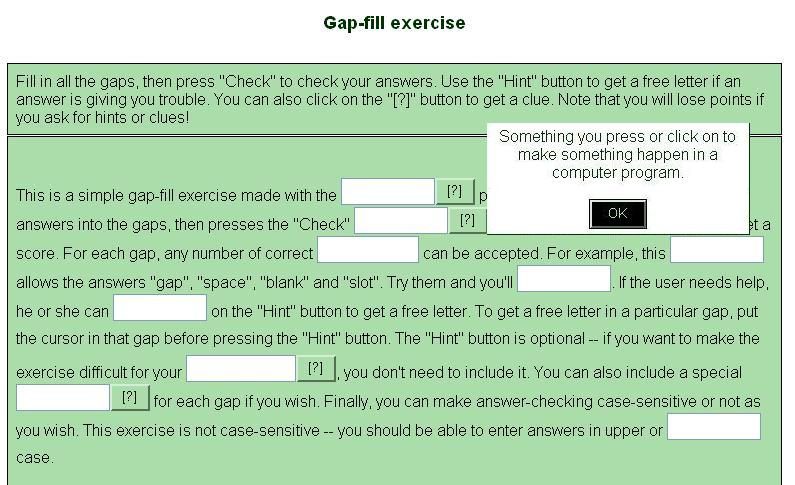 Gap-fill exercise
Fill in all the gaps, then press "Check" to check your answers. Use the "Hint" button to get a free letter if an
answer is giving you trouble. You can also click on the "[?]" button to get a clue. Note that you will lose points if
you ask for hints or clues!
Something you press or click on to
make something happen in a
computer program.
OK
This is a simple gap-fill exercise made with the [?] p
answers into the gaps, then presses the "Check" [?] et a
score. For each gap, any number of correct can be accepted. For example, this
allows the answers "gap", "space", "blank" and "slot". Try them and you'll . If the user needs help,
he or she can on the "Hint" button to get a free letter. To get a free letter in a particular gap, put
the cursor in that gap before pressing the "Hint" button. The "Hint" button is optional -- if you want to make the
exercise difficult for your [?] , you don't need to include it. You can also include a special
[?] for each gap if you wish. Finally, you can make answer-checking case-sensitive or not as
you wish. This exercise is not case-sensitive -- you should be able to enter answers in upper or
case.